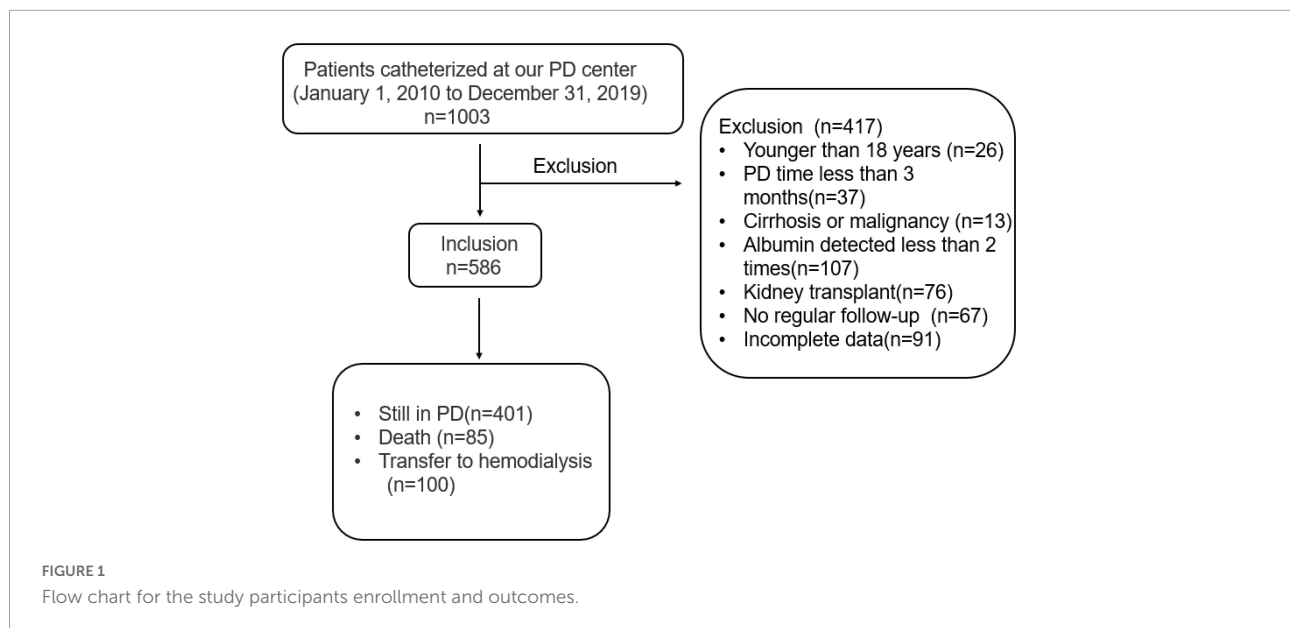 Patients catheterized at our PD center
(January 1, 2010 to December 31, 2019)
n=1003
Exclusion
Exclusion (n=417)
• Younger than 18 years (n=26)
• PD time less than 3
months(n=37)
• Cirrhosis or malignancy (n=13)
• Albumin detected less than 2
times(n=107)
• Kidney transplant(n=76)
• No regular follow-up (n=67)
• Incomplete data(n=91)
Inclusion
n=586
• Still in PD(n=401)
• Death (n=85)
• Transfer to hemodialysis
(n=100)
FIGURE 1
Flow chart for the study participants enrollment and outcomes.